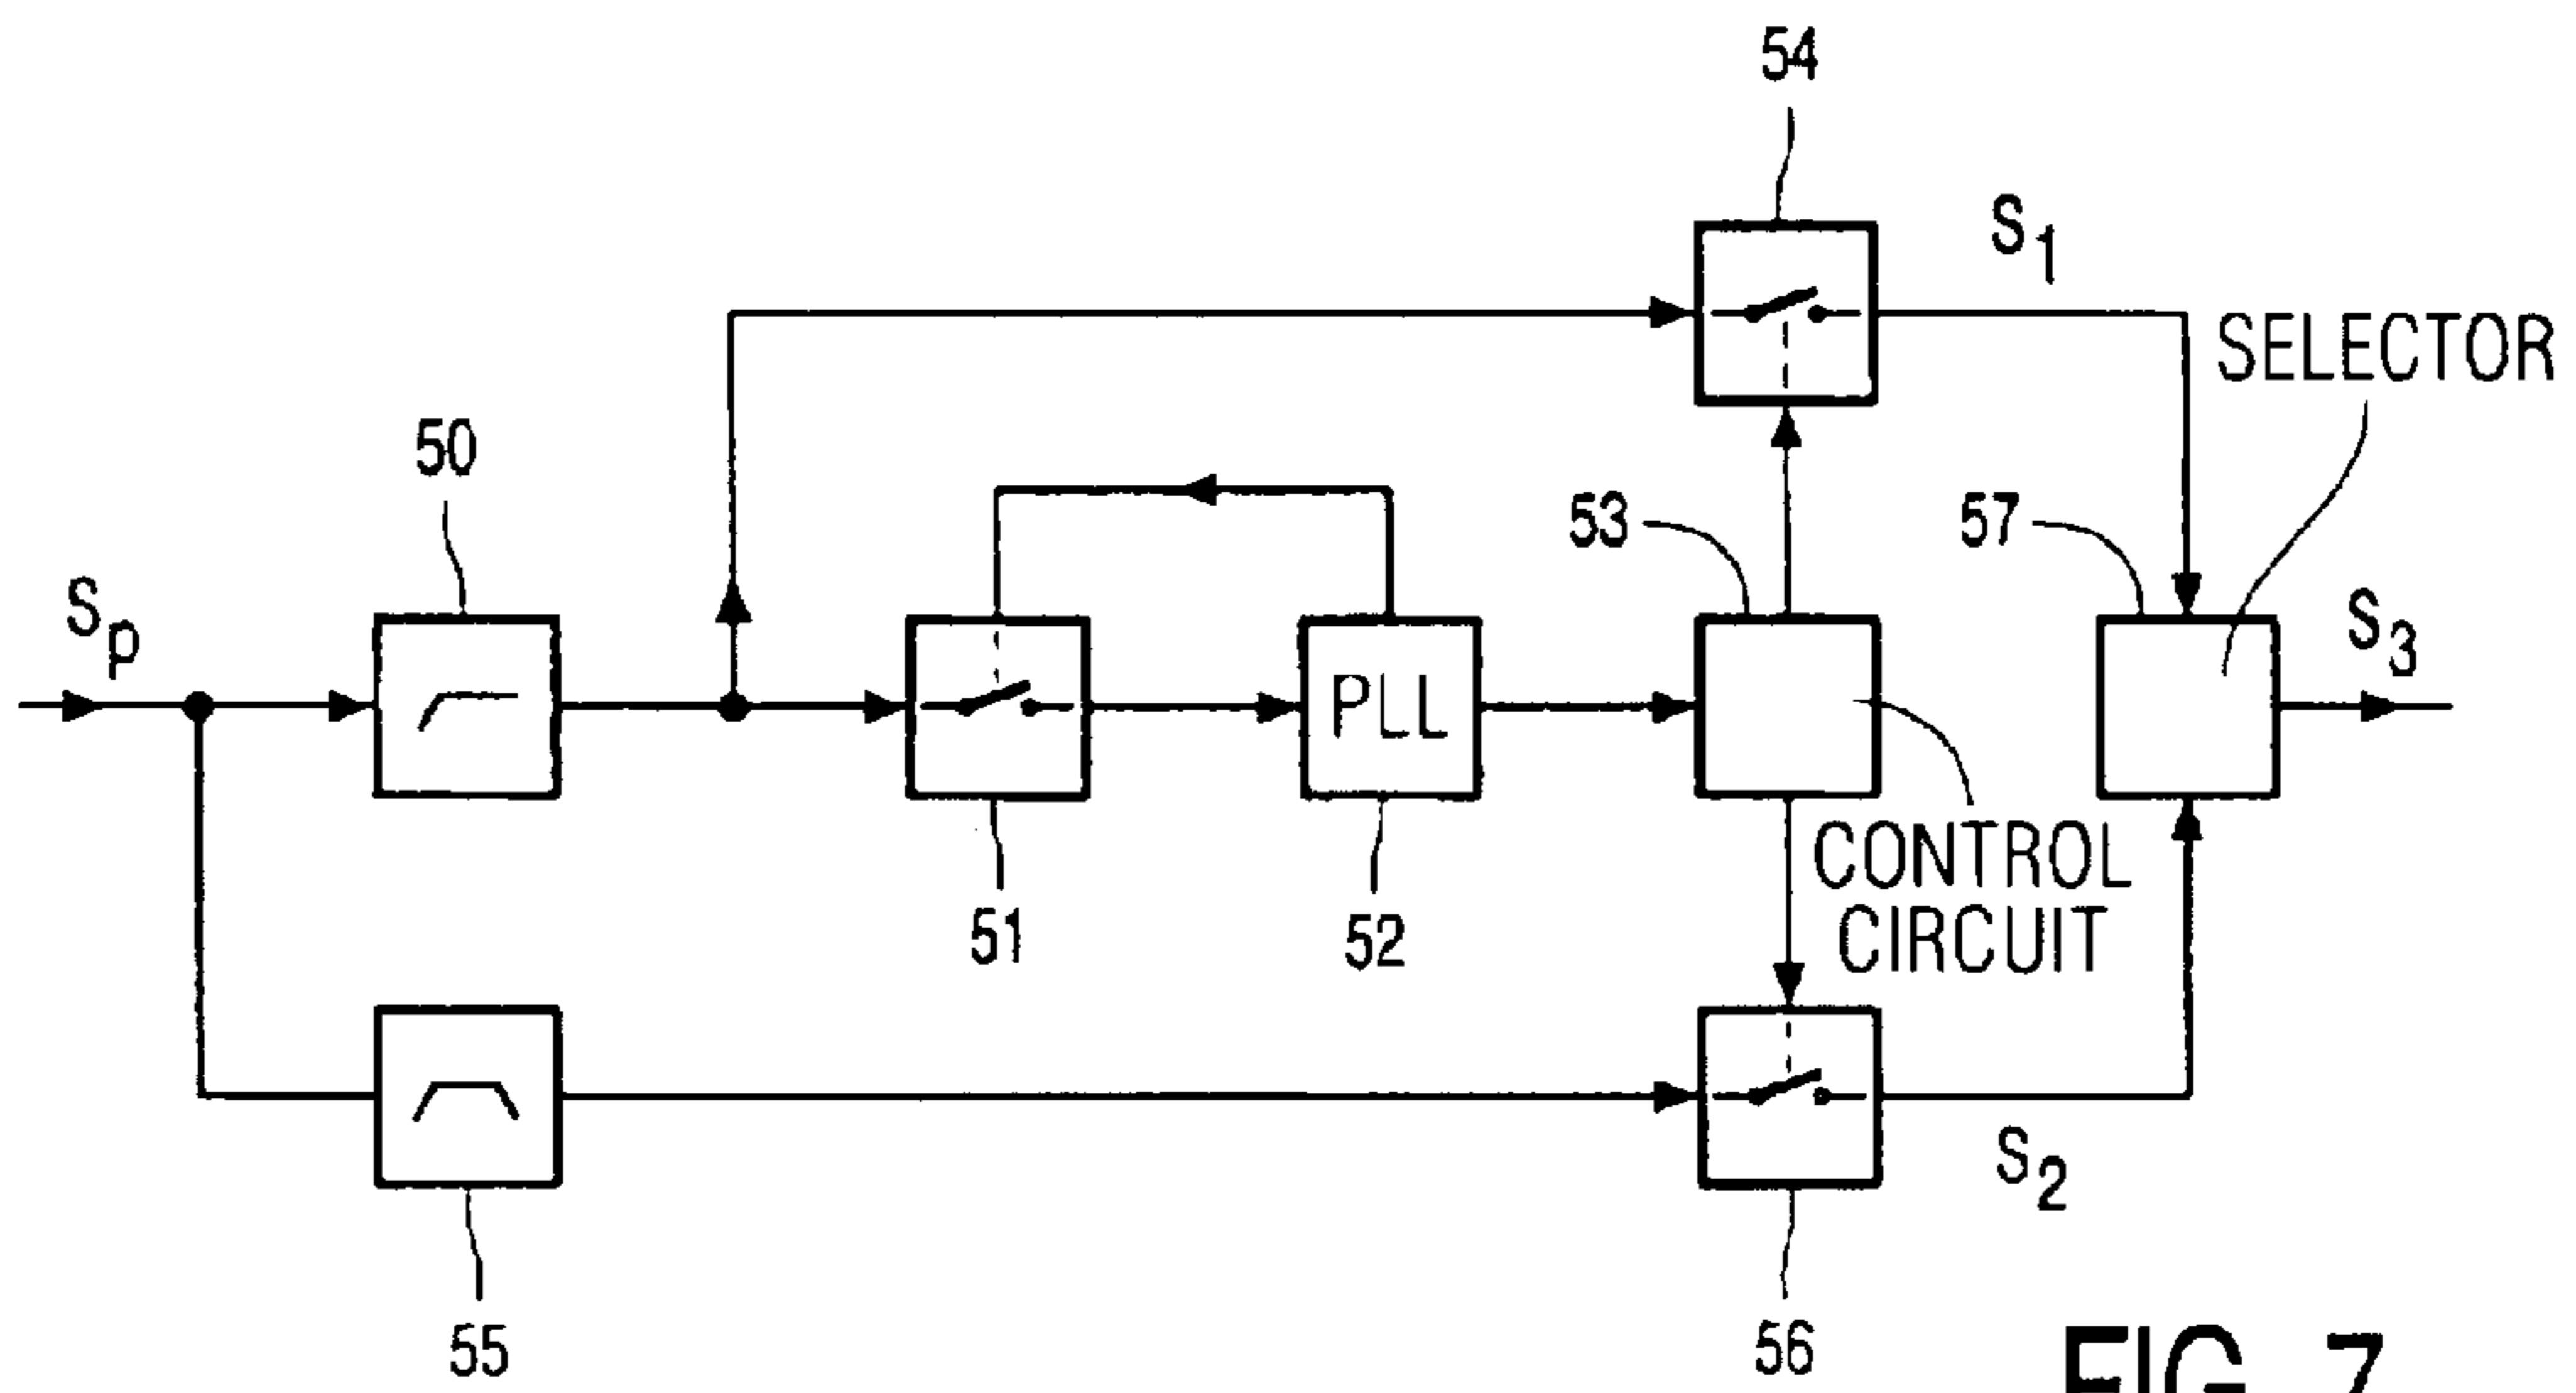 54
S1
SELECTOR
50
53
57
Sp
S3
PLL
CONTROL
CIRCUIT
51
52
S2
55
56
FIG. 7